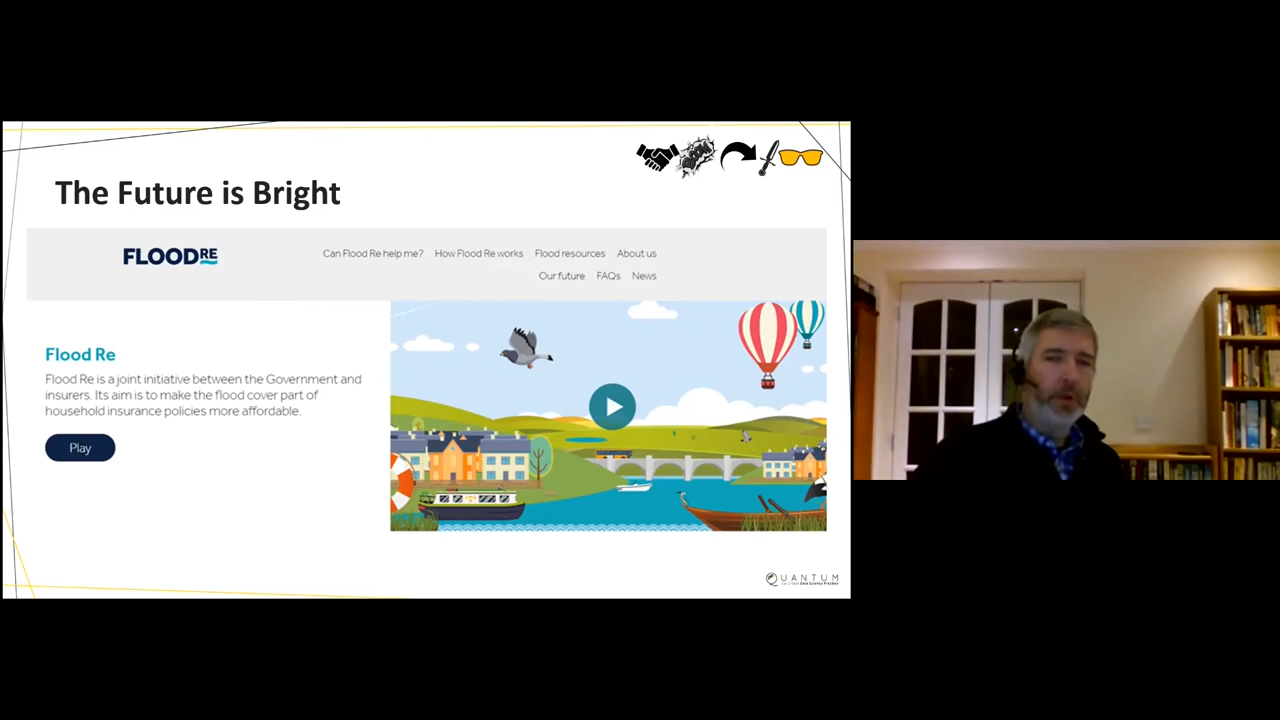 BOOM
The Future is Bright
FLOODRE
Can Flood Re help me? How Flood Re works Flood resources About us
Our future FAQs News
Flood Re
Flood Re is a joint initiative between the Government and
insurers. Its aim is to make the flood cover part of
household insurance policies more affordable.
Play
QUANTUM